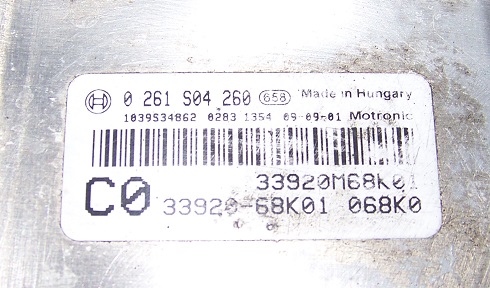 0 261 S04 260 658 Made in Hungary
1039S34862 0283 1354 09-09-01 Motronic
33920M68K01
C0 33920-68K01 068K0